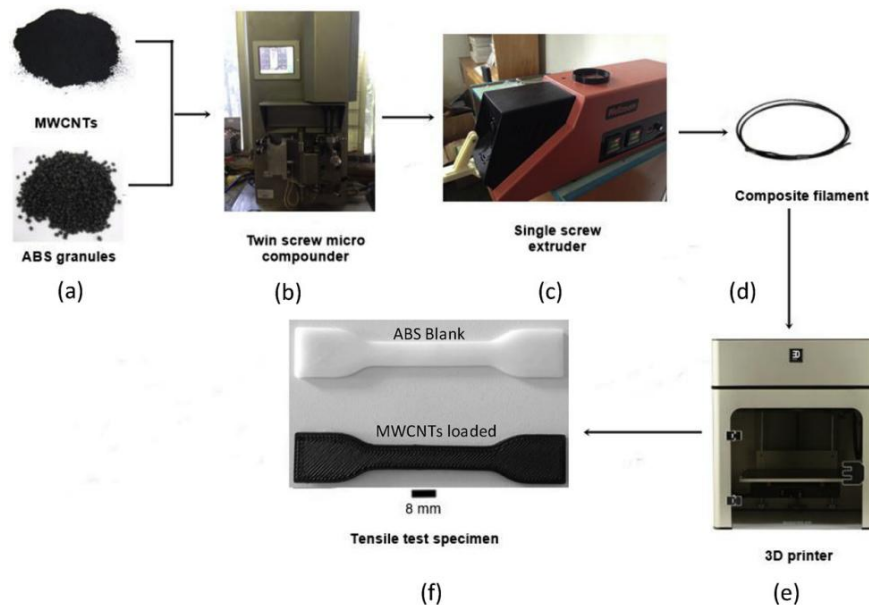 MWCNTs
ABS granules
(a)
Twin screw micro
compounder
(b)
Single screw
extruder
(c)
Composite filament
(d)
3D printer
(e)
ABS Blank
MWCNTs loaded
8 mm
Tensile test specimen
(f)